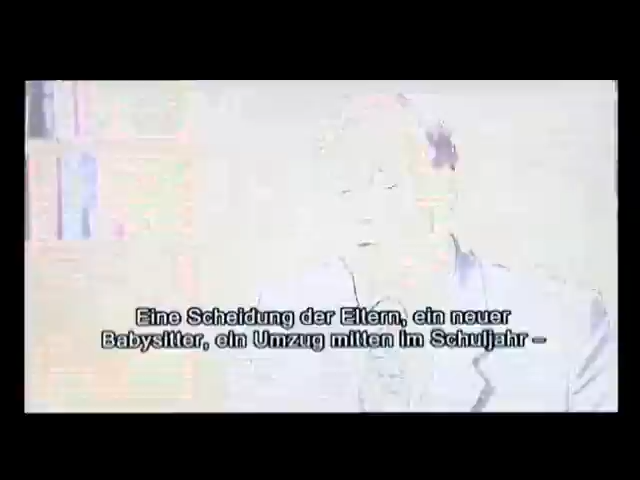 Eine Scheidung der Eltern, ein neuer
Babysitter, ein Umzug mitten im Schuljahr –